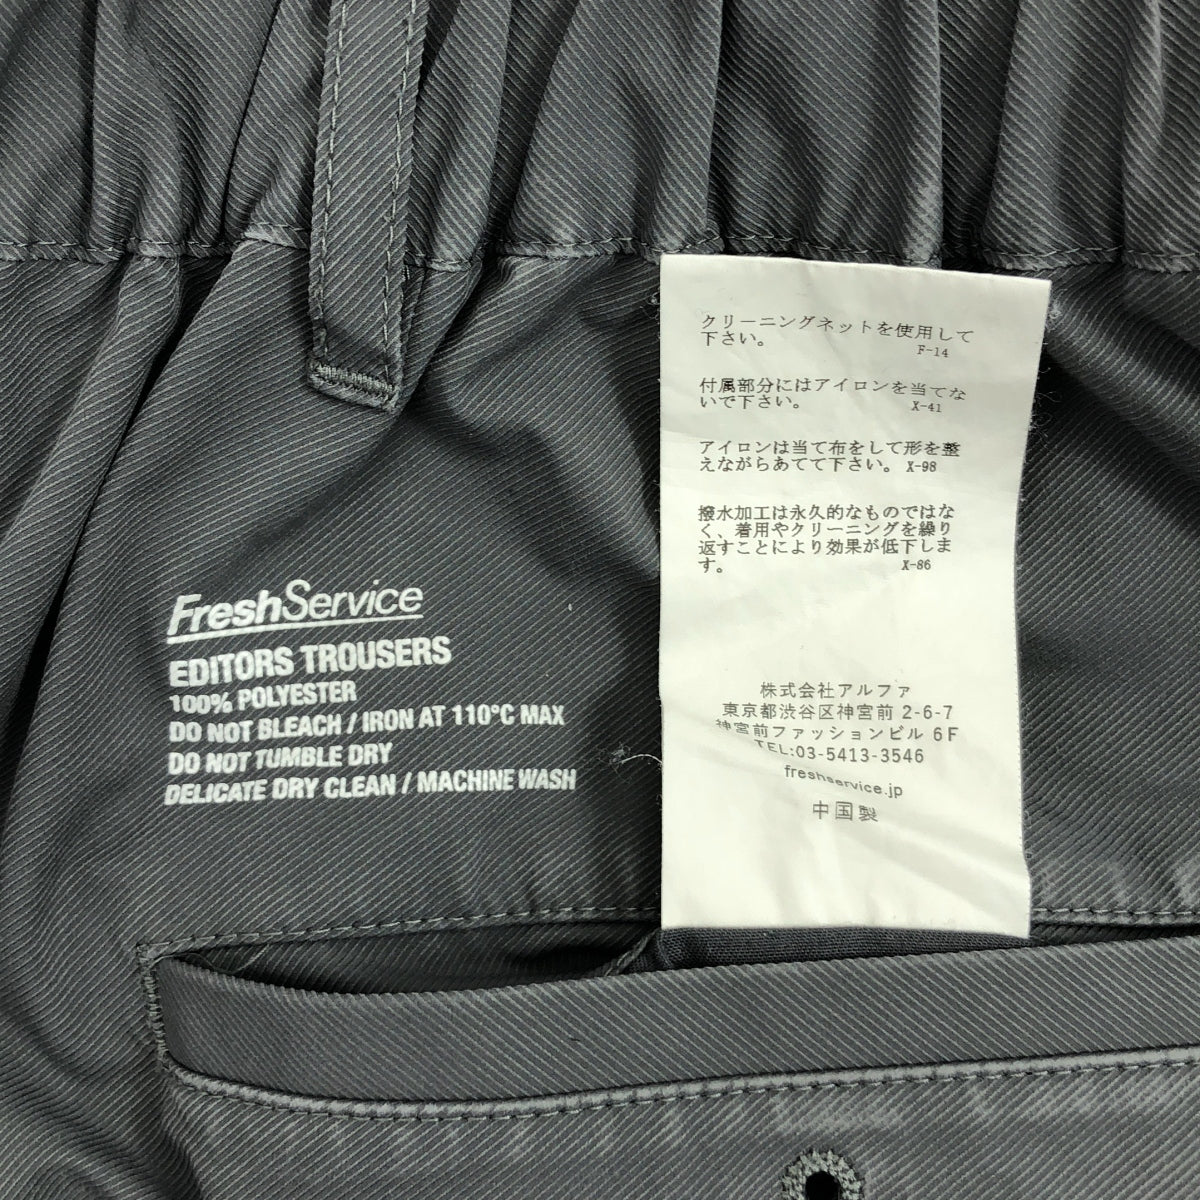 FreshService
EDITORS TROUSERS
100% POLYESTER
DO NOT BLEACH / IRON AT 110°C MAX
DO NOT TUMBLE DRY
DELICATE DRY CLEAN / MACHINE WASH
クリーニングネットを使用して
下さい。 F-14
付属部分にはアイロンを当てな
いで下さい。 X-41
アイロンは当て布をして形を整
えながらあてて下さい。 X-98
撥水加工は永久的なものではな
く、着用やクリーニングを繰り
返すことにより効果が低下しま
す。 X-86
株式会社アルファ
東京都渋谷区神宮前 2-6-7
神宮前ファッションビル 6F
TEL:03-5413-3546
freshservice.jp
中国製